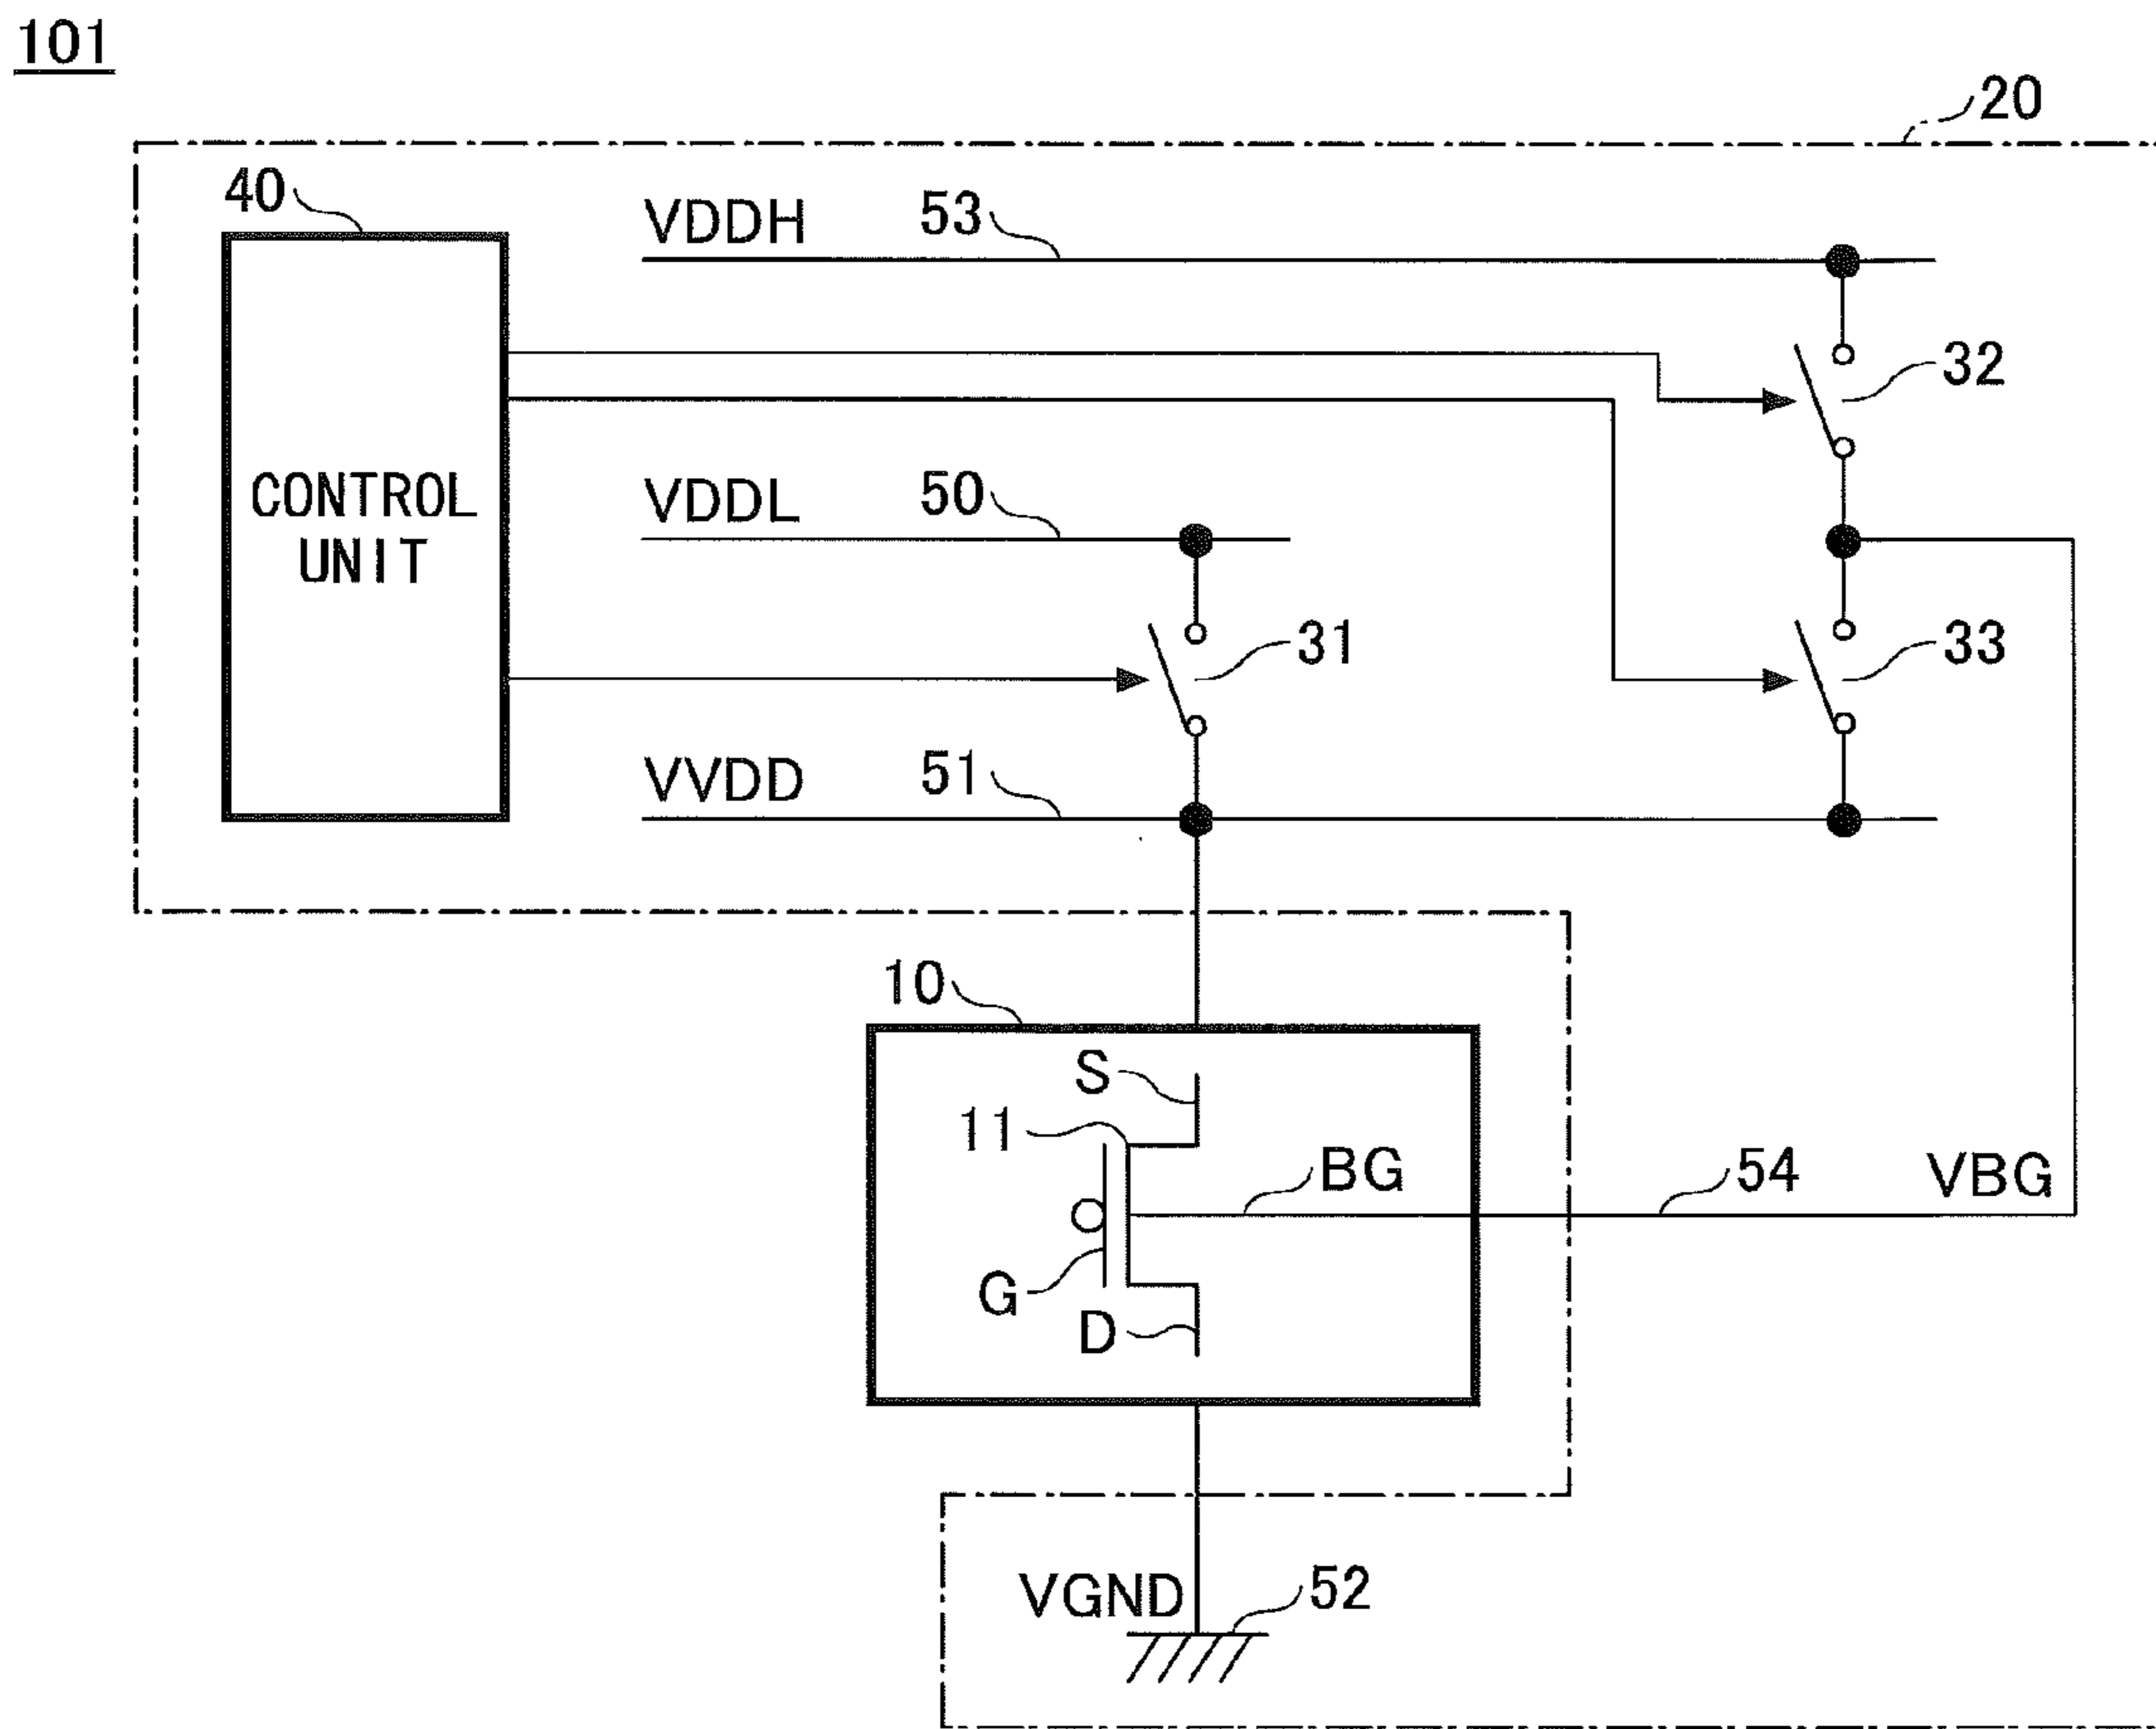 101
20
40
VDDH 53
32
CONTROL
UNIT
VDDL 50
31
33
VVDD 51
10
S
11
BG
54
VBG
G
D
VGND
52